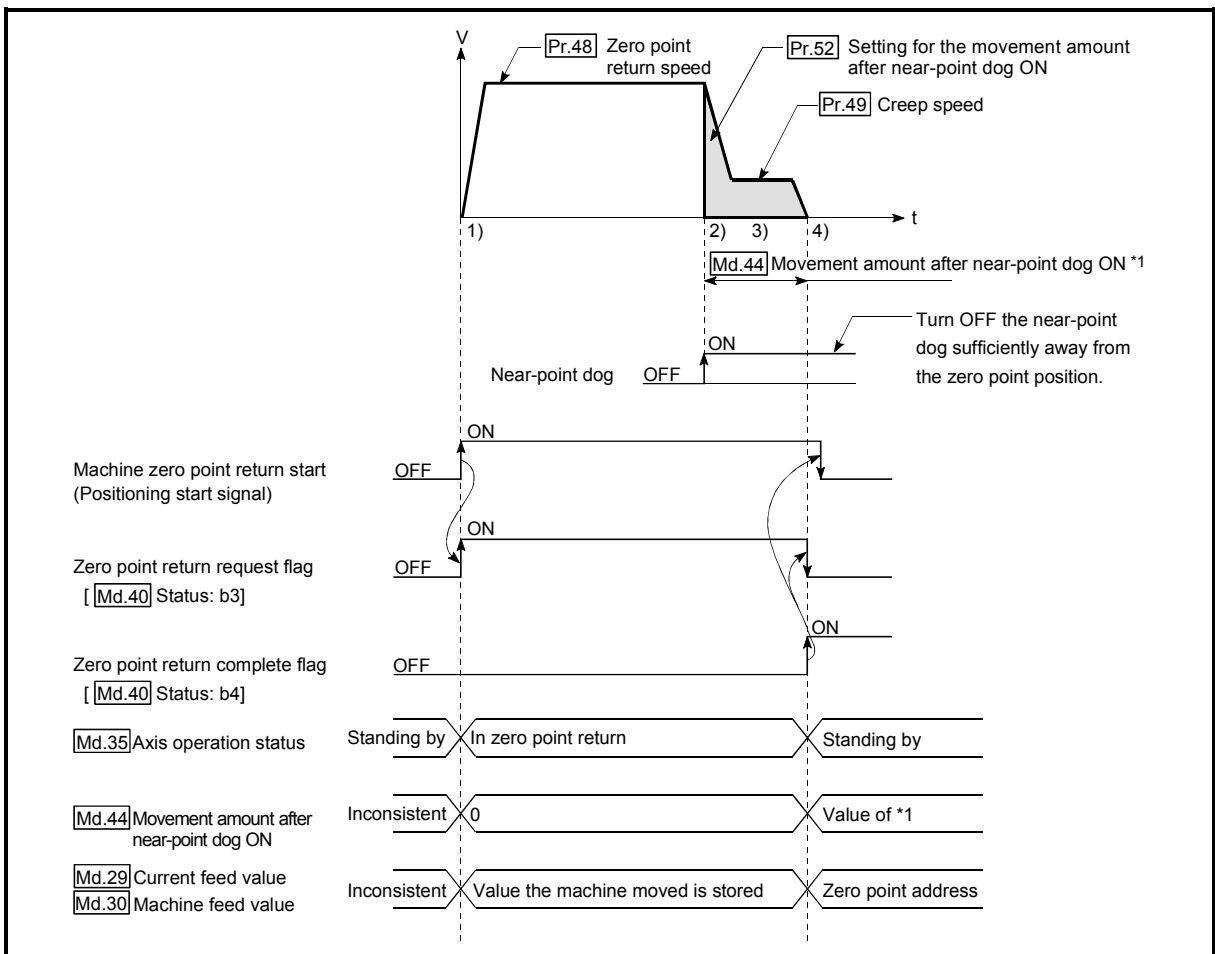 V
Pr.48 Zero point
return speed
Pr.52 Setting for the movement amount
after near-point dog ON
Pr.49 Creep speed
t
1)
2)
3)
4)
Md.44 Movement amount after near-point dog ON *1
Turn OFF the near-point
dog sufficiently away from
the zero point position.
ON
Near-point dog
OFF
ON
Machine zero point return start
(Positioning start signal)
OFF
ON
Zero point return request flag
[ Md.40 Status: b3]
OFF
ON
Zero point return complete flag
[ Md.40 Status: b4]
OFF
Md.35 Axis operation status
Standing by
In zero point return
Standing by
Md.44 Movement amount after
near-point dog ON
Inconsistent
0
Value of *1
Md.29 Current feed value
Md.30 Machine feed value
Inconsistent
Value the machine moved is stored
Zero point address